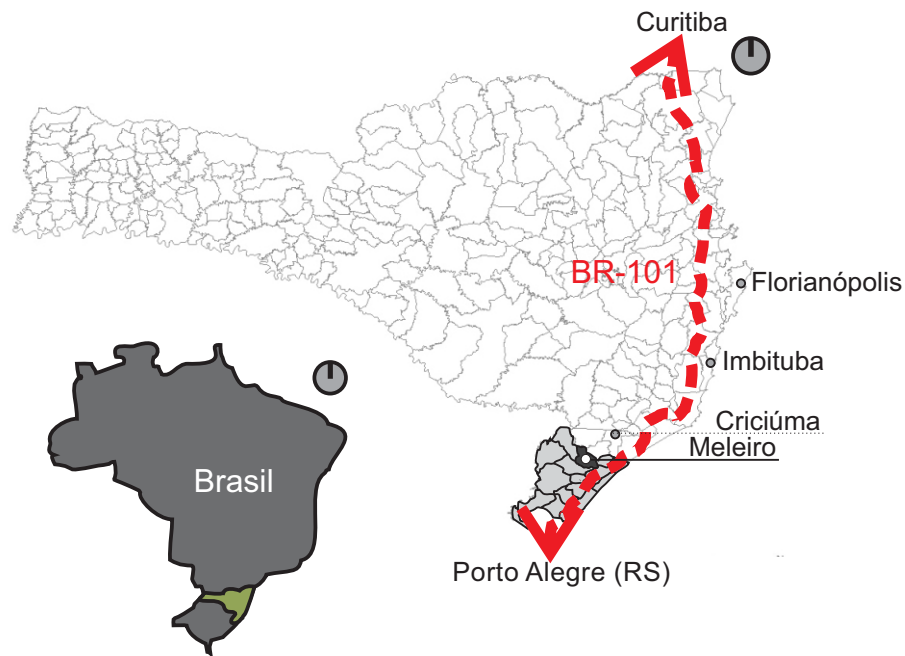 Curitiba
BR-101
Florianópolis
Imbituba
Criciúma
Meleiro
Brasil
Porto Alegre (RS)